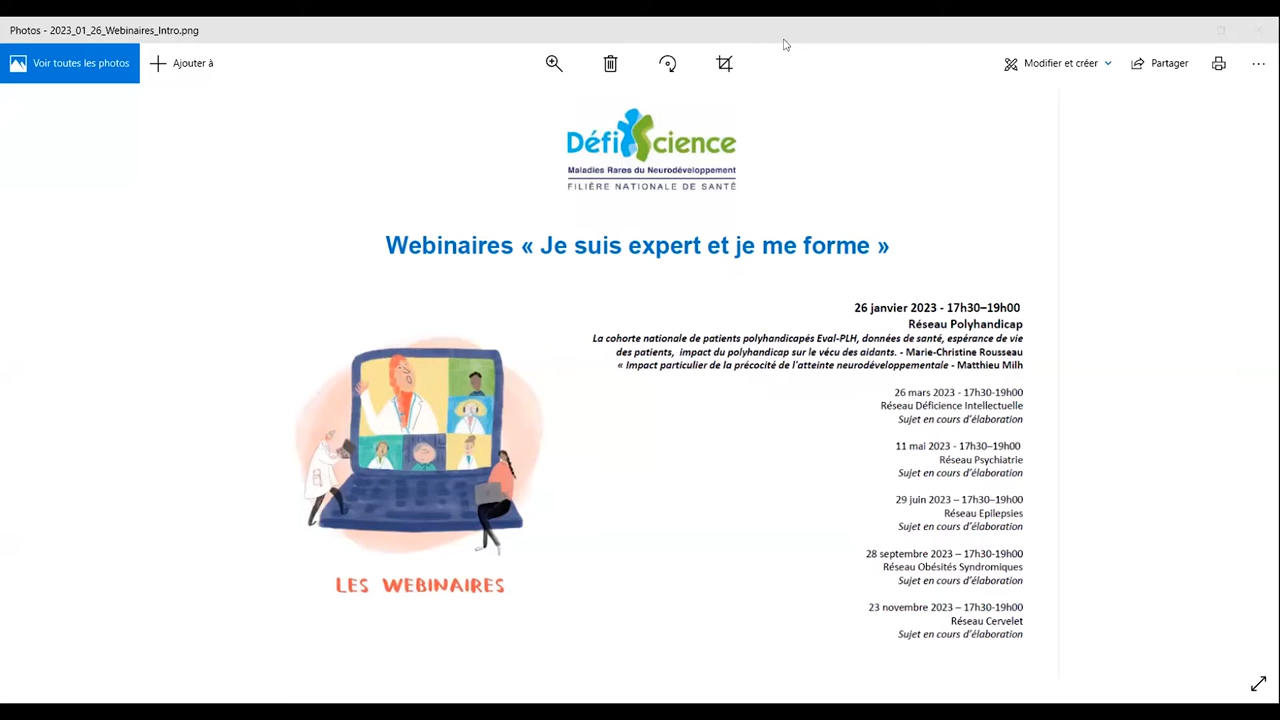 Photos - 2023_01_26_Webinaires_Intro.png
Voir toutes les photos
Ajouter à
Modifier et créer
Partager
DéfiScience
Maladies Rares du Neurodéveloppement
FILIÈRE NATIONALE DE SANTÉ
Webinaires « Je suis expert et je me forme »
26 janvier 2023 - 17h30–19h00
Réseau Polyhandicap
La cohorte nationale de patients polyhandicapés Eval-PLH, données de santé, espérance de vie
des patients, impact du polyhandicap sur le vécu des aidants. - Marie-Christine Rousseau
« Impact particulier de la précocité de l'atteinte neurodéveloppementale - Matthieu Milh
26 mars 2023 - 17h30-19h00
Réseau Déficience Intellectuelle
Sujet en cours d'élaboration
11 mai 2023 - 17h30–19h00
Réseau Psychiatrie
Sujet en cours d'élaboration
29 juin 2023 – 17h30–19h00
Réseau Epilepsies
Sujet en cours d'élaboration
28 septembre 2023 – 17h30-19h00
Réseau Obésités Syndromiques
Sujet en cours d'élaboration
23 novembre 2023 – 17h30-19h00
Réseau Cervelet
Sujet en cours d'élaboration
LES WEBINAIRES